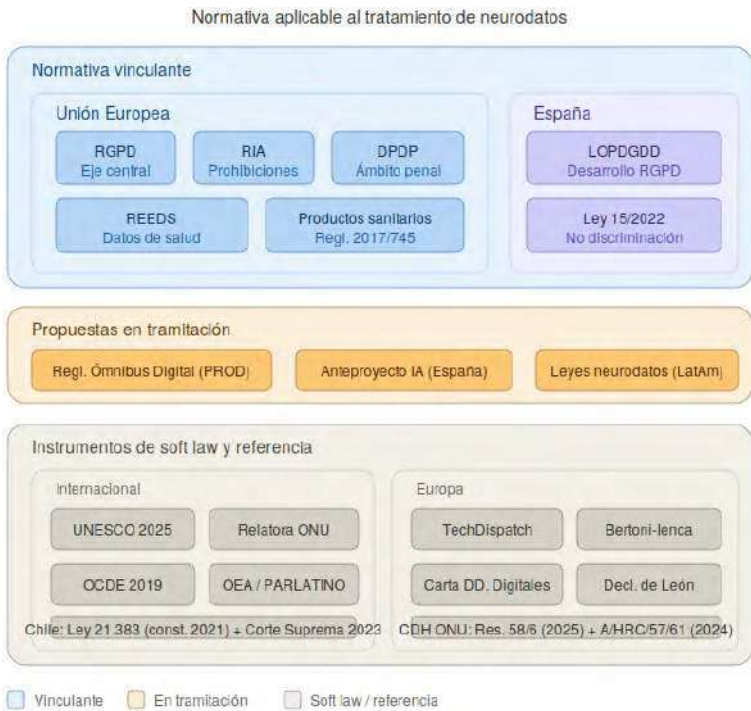 Normativa aplicable al tratamiento de neurodatos
Normativa vinculante
Unión Europea
RGPD
Eje central
RIA
Prohibiciones
DPDP
Ámbito penal
REEDS
Datos de salud
Productos sanitarios
Regl. 2017/745
España
LOPDGDD
Desarrollo RGPD
Ley 15/2022
No discriminación
Propuestas en tramitación
Regl. Ómnibus Digital (PROD)
Anteproyecto IA (España)
Leyes neurodatos (LatAm)
Instrumentos de soft law y referencia
Internacional
UNESCO 2025
Relatora ONU
OCDE 2019
OEA / PARLATINO
Chile: Ley 21.383 (const. 2021) + Corte Suprema 2023
Europa
TechDispatch
Bertoni-Ienca
Carta DD. Digitales
Decl. de León
CDH ONU: Res. 58/6 (2025) + A/HRC/57/61 (2024)
Vinculante
En tramitación
Soft law / referencia